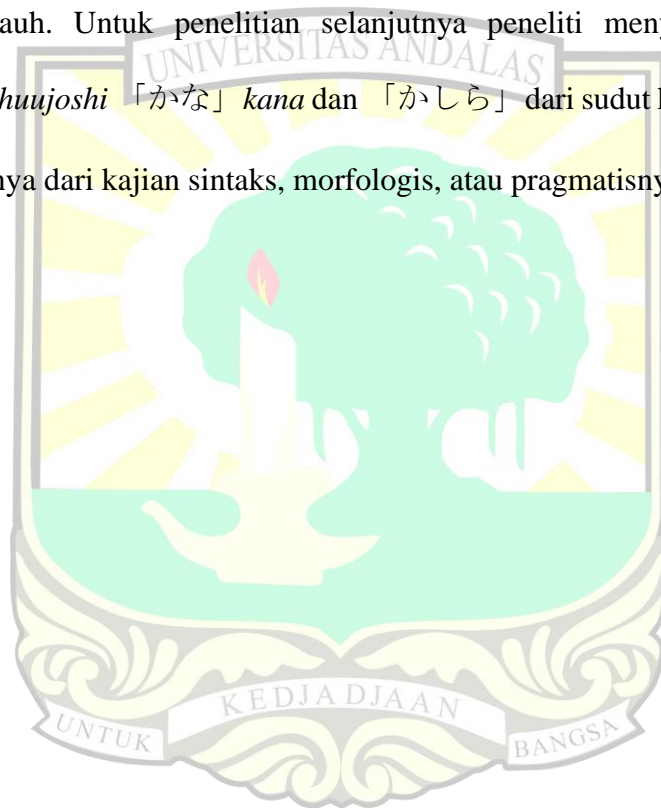 auh. Untuk penelitian selanjutnya peneliti meny
UNIVERSITAS ANDALAS
huujoshi 「かな」 kana dan 「かしら」 dari sudut
nya dari kajian sintaks, morfologis, atau pragmatisny
UNTUK KEDJADJAAN BANGSA